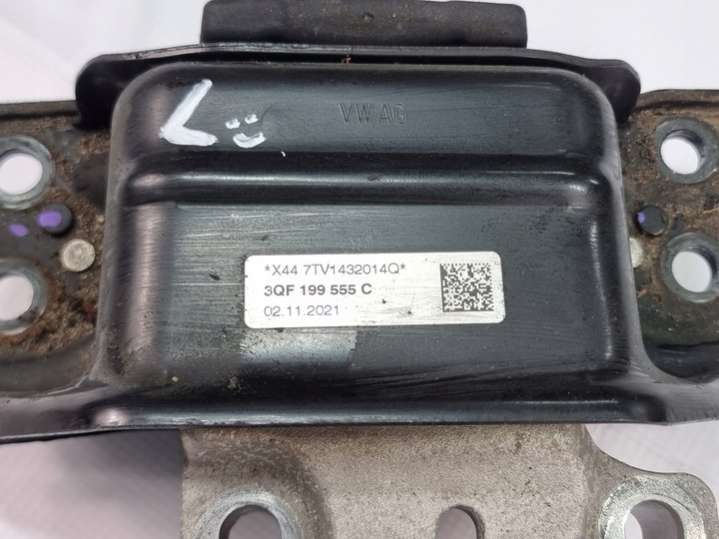 VW AG
*X44 7TV1432014Q*
3QF 199 555 C
02.11.2021